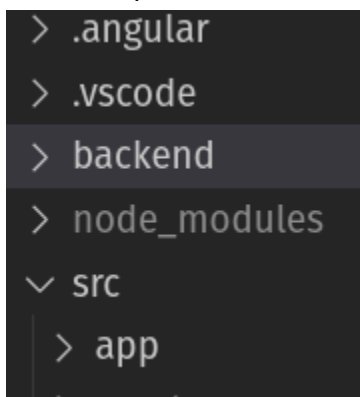 .angular
.vscode
backend
node_modules
src
app